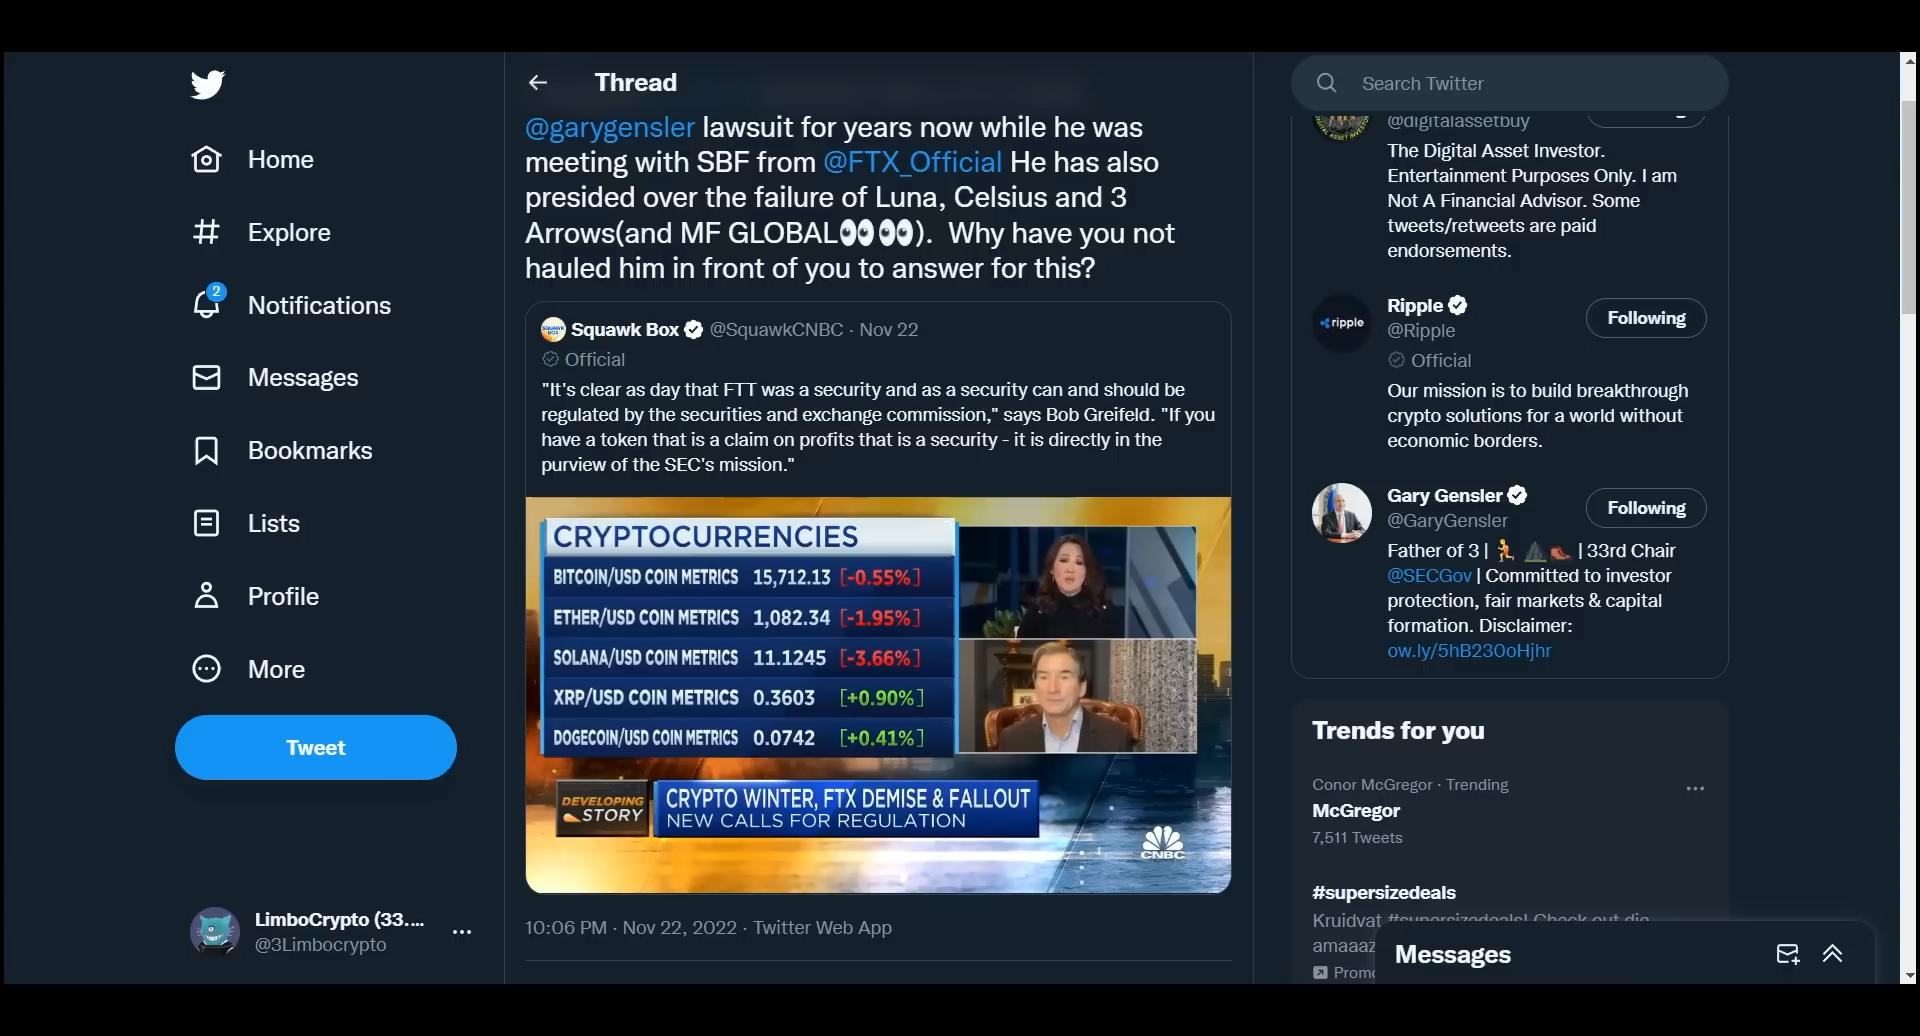 Home
Explore
2
Notifications
Messages
Bookmarks
Lists
Profile
More
Tweet
LimboCrypto (33....
@3Limbocrypto
Thread
@garygensler lawsuit for years now while he was
meeting with SBF from @FTX_Official He has also
presided over the failure of Luna, Celsius and 3
Arrows(and MF GLOBAL👀👀). Why have you not
hauled him in front of you to answer for this?
Squawk Box @SquawkCNBC · Nov 22
Official
"It's clear as day that FTT was a security and as a security can and should be
regulated by the securities and exchange commission," says Bob Greifeld. "If you
have a token that is a claim on profits that is a security - it is directly in the
purview of the SEC's mission."
CRYPTOCURRENCIES
BITCOIN/USD COIN METRICS 15,712.13 [-0.55%]
ETHER/USD COIN METRICS 1,082.34 [-1.95%]
SOLANA/USD COIN METRICS 11.1245 [-3.66%]
XRP/USD COIN METRICS 0.3603 [+0.90%]
DOGECOIN/USD COIN METRICS 0.0742 [+0.41%]
DEVELOPING
STORY
CRYPTO WINTER, FTX DEMISE & FALLOUT
NEW CALLS FOR REGULATION
CNBC
10:06 PM · Nov 22, 2022 · Twitter Web App
Search Twitter
@digitalassetbuy
The Digital Asset Investor.
Entertainment Purposes Only. I am
Not A Financial Advisor. Some
tweets/retweets are paid
endorsements.
ripple
Ripple
Following
@Ripple
Official
Our mission is to build breakthrough
crypto solutions for a world without
economic borders.
Gary Gensler
Following
@GaryGensler
Father of 3 | 🏃 ⛰🥾 | 33rd Chair
@SECGov | Committed to investor
protection, fair markets & capital
formation. Disclaimer:
ow.ly/5hB230oHjhr
Trends for you
Conor McGregor · Trending
McGregor
7,511 Tweets
#supersizedeals
Kruidvat #supersizedeals! Check out die
Messages